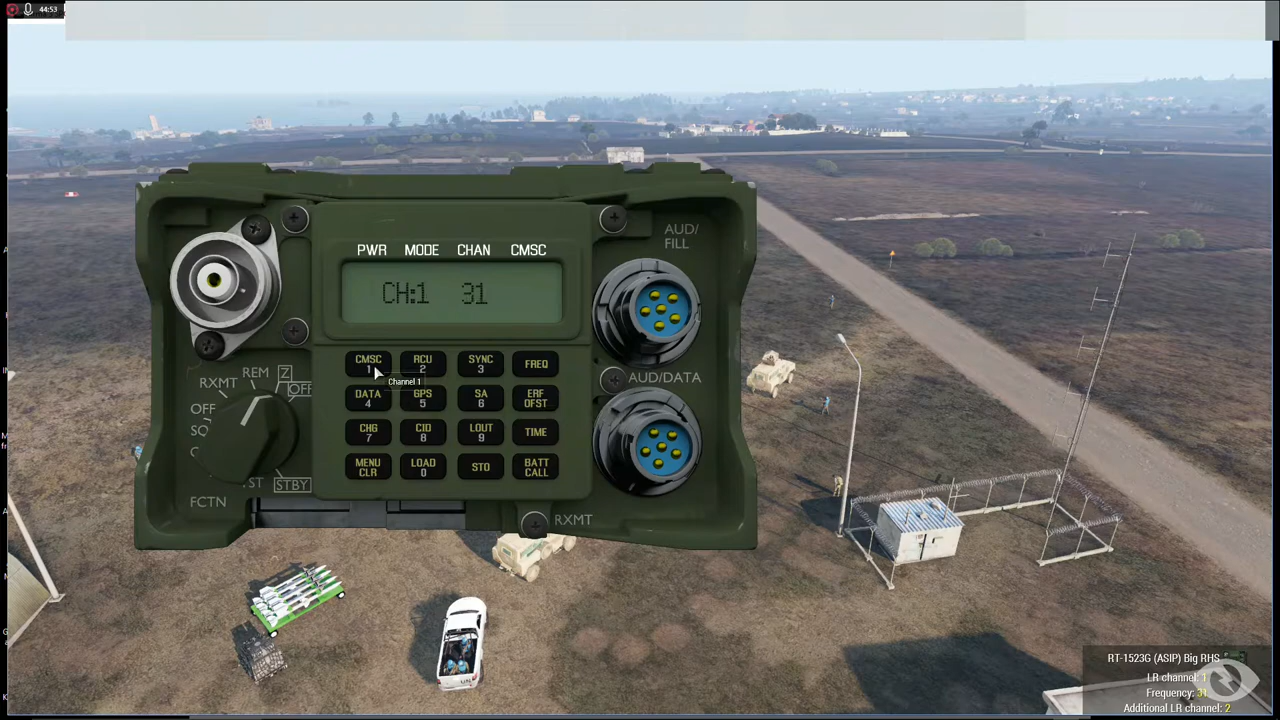 44:53
AUD/
FILL
PWR MODE CHAN CMSC
CH:1 31
CMSC
1
RCU
2
SYNC
3
FREQ
Channel 1
DATA
4
GPS
5
SA
6
ERF
OFST
CHG
7
CID
8
LOUT
9
TIME
MENU
CLR
LOAD
0
STO
BATT
CALL
AUD/DATA
REM
Z
RXMT
OFF
OFF
STBY
FCTN
RXMT
RT-1523G (ASIP) Big RHS
LR channel: 1
Frequency: 31
Additional LR channel: 2